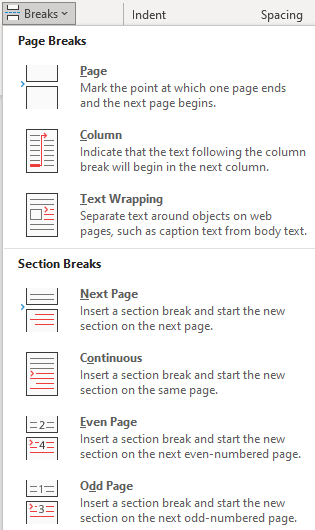 Breaks Indent Spacing
Page Breaks
Page
Mark the point at which one page ends
and the next page begins.
Column
Indicate that the text following the column
break will begin in the next column.
Text Wrapping
Separate text around objects on web
pages, such as caption text from body text.
Section Breaks
Next Page
Insert a section break and start the new
section on the next page.
Continuous
Insert a section break and start the new
section on the same page.
=2=
=4=
Even Page
Insert a section break and start the new
section on the next even-numbered page.
=1=
=3=
Odd Page
Insert a section break and start the new
section on the next odd-numbered page.